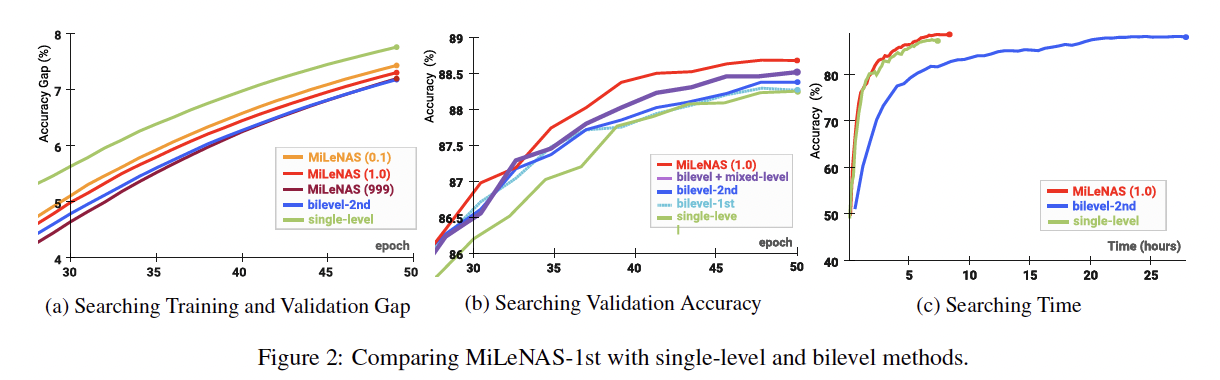 8
7
6
5
4
Accuracy Gap (%)
30
35
40
45
50
epoch
MiLeNAS (0.1)
MiLeNAS (1.0)
MiLeNAS (999)
bilevel-2nd
single-level
(a) Searching Training and Validation Gap
89
88.5
88
87.5
87
86.5
86
Accuracy (%)
30
35
40
45
50
epoch
MiLeNAS (1.0)
bilevel + mixed-level
bilevel-2nd
bilevel-1st
single-leve
l
(b) Searching Validation Accuracy
80
70
60
50
40
Accuracy (%)
5
10
15
20
25
Time (hours)
MiLeNAS (1.0)
bilevel-2nd
single-level
(c) Searching Time
Figure 2: Comparing MiLeNAS-1st with single-level and bilevel methods.